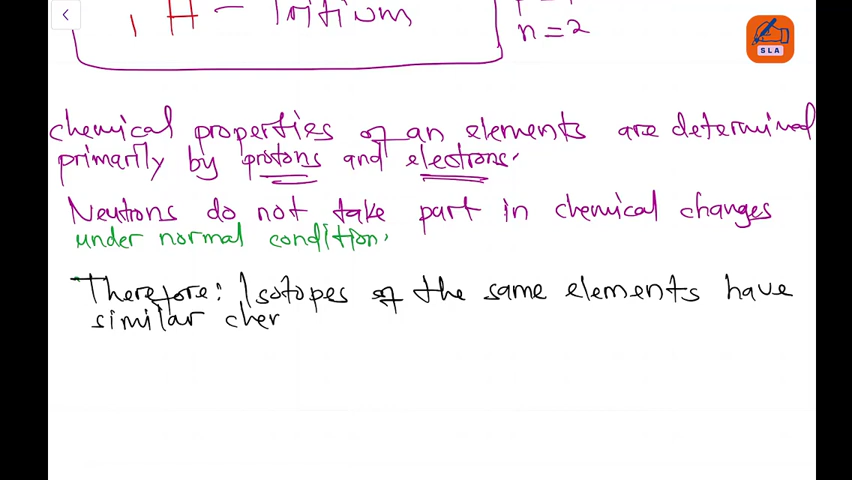 H - Tritium
n = 2
SLA
chemical properties of an elements are determined
primarily by protons and electrons.
Neutrons do not take part in chemical changes
under normal condition.
Therefore: Isotopes of the same elements have
similar cher